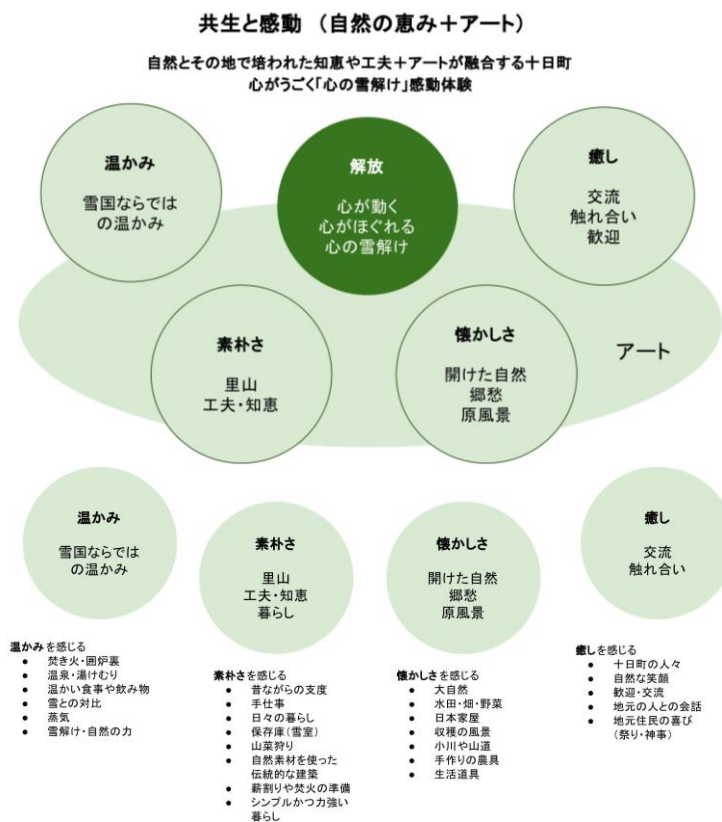 共生と感動 （自然の恵み＋アート）
自然とその地で培われた知恵や工夫＋アートが融合する十日町
心がうごく「心の雪解け」感動体験
温かみ
雪国ならでは
の温かみ
解放
心が動く
心がほぐれる
心の雪解け
癒し
交流
触れ合い
歓迎
素朴さ
里山
工夫・知恵
懐かしさ
開けた自然
郷愁
原風景
アート
温かみ
雪国ならでは
の温かみ
素朴さ
里山
工夫・知恵
暮らし
懐かしさ
開けた自然
郷愁
原風景
癒し
交流
触れ合い
温かみを感じる
● 焚き火・囲炉裏
● 温泉・湯けむり
● 温かい食事や飲み物
● 雪との対比
● 蒸気
● 雪解け・自然の力
素朴さを感じる
● 昔ながらの支度
● 手仕事
● 日々の暮らし
● 保存庫（雪室）
● 山菜狩り
● 自然素材を使った
伝統的な建築
● 薪割りや焚火の準備
● シンプルかつ力強い
暮らし
懐かしさを感じる
● 大自然
● 水田・畑・野菜
● 日本家屋
● 収穫の風景
● 小川や山道
● 手作りの農具
● 生活道具
癒しを感じる
● 十日町の人々
● 自然な笑顔
● 歓迎・交流
● 地元の人との会話
● 地元住民の喜び
（祭り・神事）